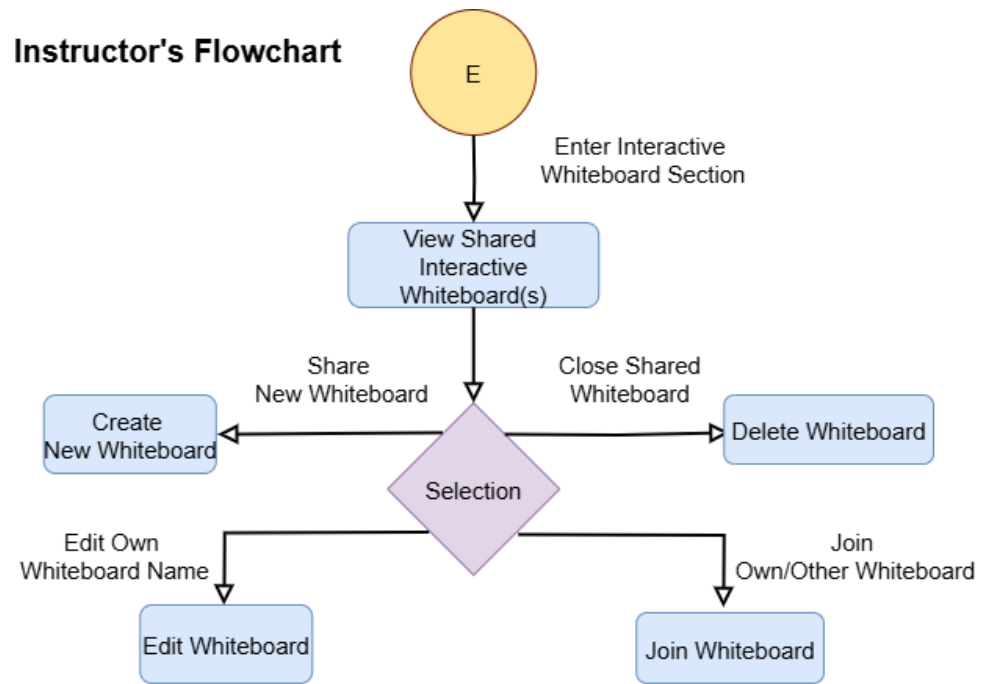 Instructor's Flowchart
E
Enter Interactive
Whiteboard Section
View Shared
Interactive
Whiteboard(s)
Share
New Whiteboard
Close Shared
Whiteboard
Create
New Whiteboard
Delete Whiteboard
Selection
Edit Own
Whiteboard Name
Join
Own/Other Whiteboard
Edit Whiteboard
Join Whiteboard